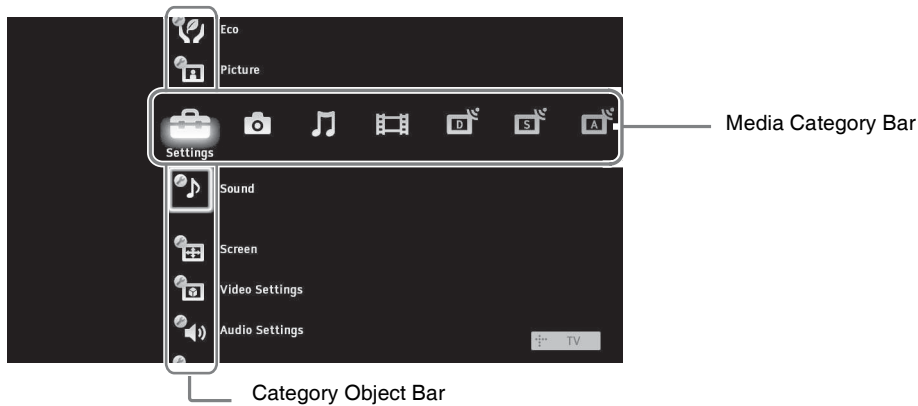 Eco
Picture
D
S
A
Media Category Bar
Settings
Sound
Screen
Video Settings
Audio Settings
TV
Category Object Bar